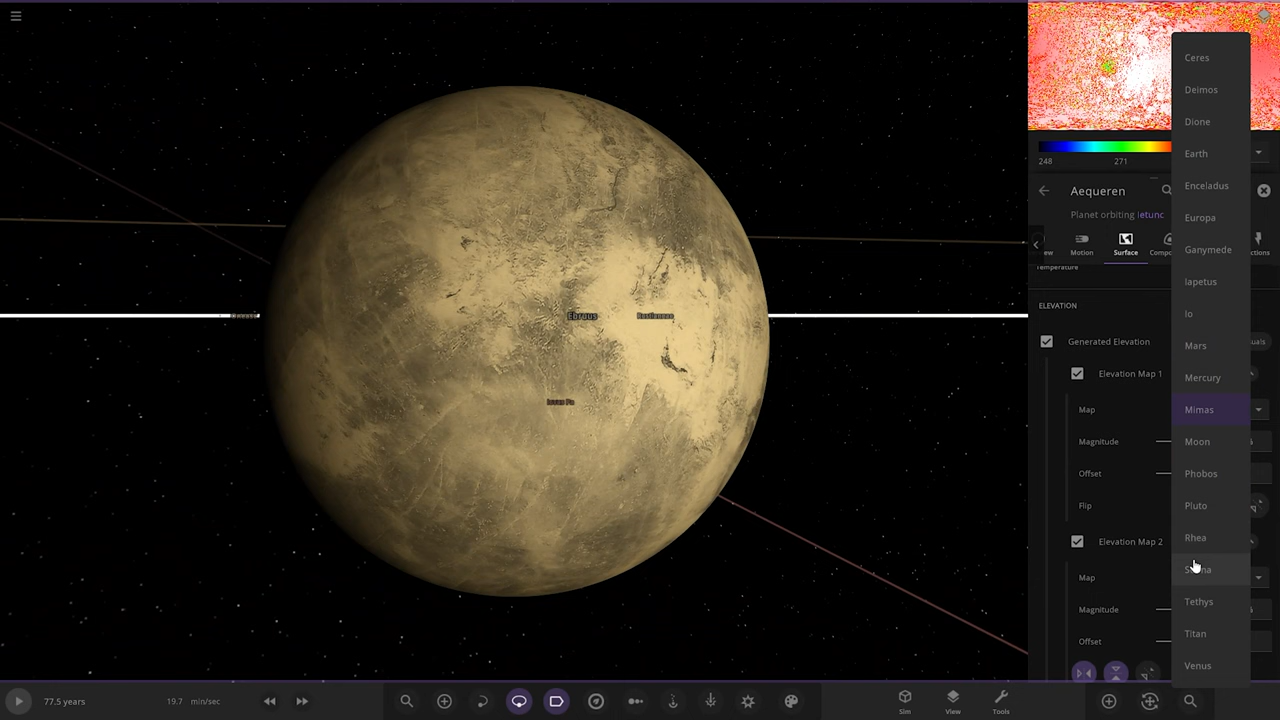 248
271
Aequeren
Planet orbiting Ietunc
Motion
Surface
Temperature
ELEVATION
Generated Elevation
Elevation Map 1
Map
Magnitude
Offset
Flip
Elevation Map 2
Map
Magnitude
Offset
Ceres
Deimos
Dione
Earth
Enceladus
Europa
Ganymede
Iapetus
Io
Mars
Mercury
Mimas
Moon
Phobos
Pluto
Rhea
Tethys
Titan
Venus
Ebrous
77.5 years
19.7 min/sec
Sim
View
Tools